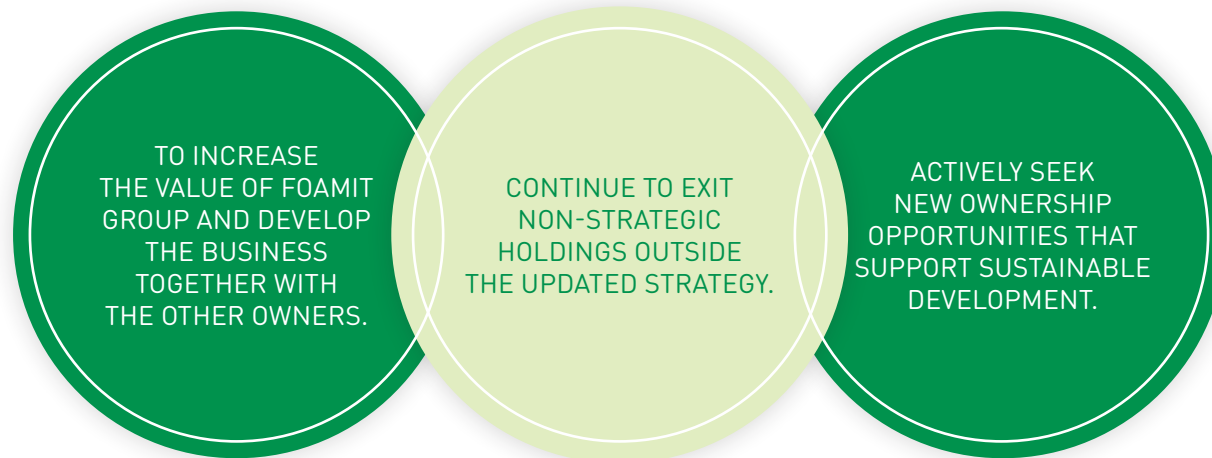 TO INCREASE
THE VALUE OF FOAMIT
GROUP AND DEVELOP
THE BUSINESS
TOGETHER WITH
THE OTHER OWNERS.
CONTINUE TO EXIT
NON-STRATEGIC
HOLDINGS OUTSIDE
THE UPDATED STRATEGY.
ACTIVELY SEEK
NEW OWNERSHIP
OPPORTUNITIES THAT
SUPPORT SUSTAINABLE
DEVELOPMENT.